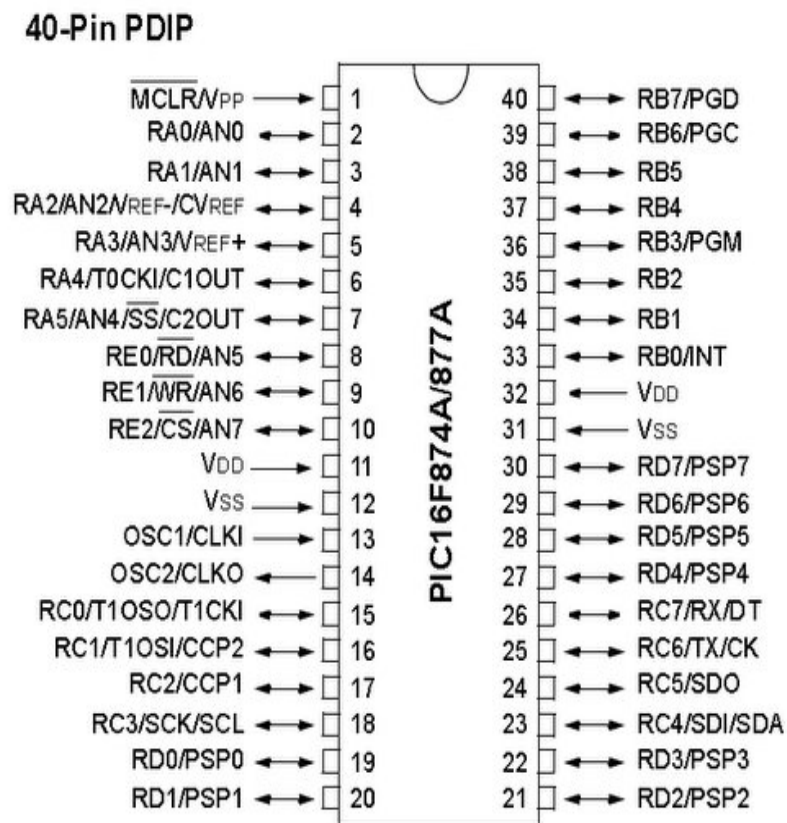 40-Pin PDIP
MCLR/VPP 1 40 RB7/PGD
RA0/AN0 2 39 RB6/PGC
RA1/AN1 3 38 RB5
RA2/AN2/VREF-/CVREF 4 37 RB4
RA3/AN3/VREF+ 5 36 RB3/PGM
RA4/T0CKI/C1OUT 6 35 RB2
RA5/AN4/SS/C2OUT 7 34 RB1
RE0/RD/AN5 8 33 RB0/INT
RE1/WR/AN6 9 32 VDD
RE2/CS/AN7 10 31 VSS
VDD 11 30 RD7/PSP7
VSS 12 29 RD6/PSP6
OSC1/CLKI 13 28 RD5/PSP5
OSC2/CLKO 14 27 RD4/PSP4
RC0/T1OSO/T1CKI 15 26 RC7/RX/DT
RC1/T1OSI/CCP2 16 25 RC6/TX/CK
RC2/CCP1 17 24 RC5/SDO
RC3/SCK/SCL 18 23 RC4/SDI/SDA
RD0/PSP0 19 22 RD3/PSP3
RD1/PSP1 20 21 RD2/PSP2
PIC16F874A/877A